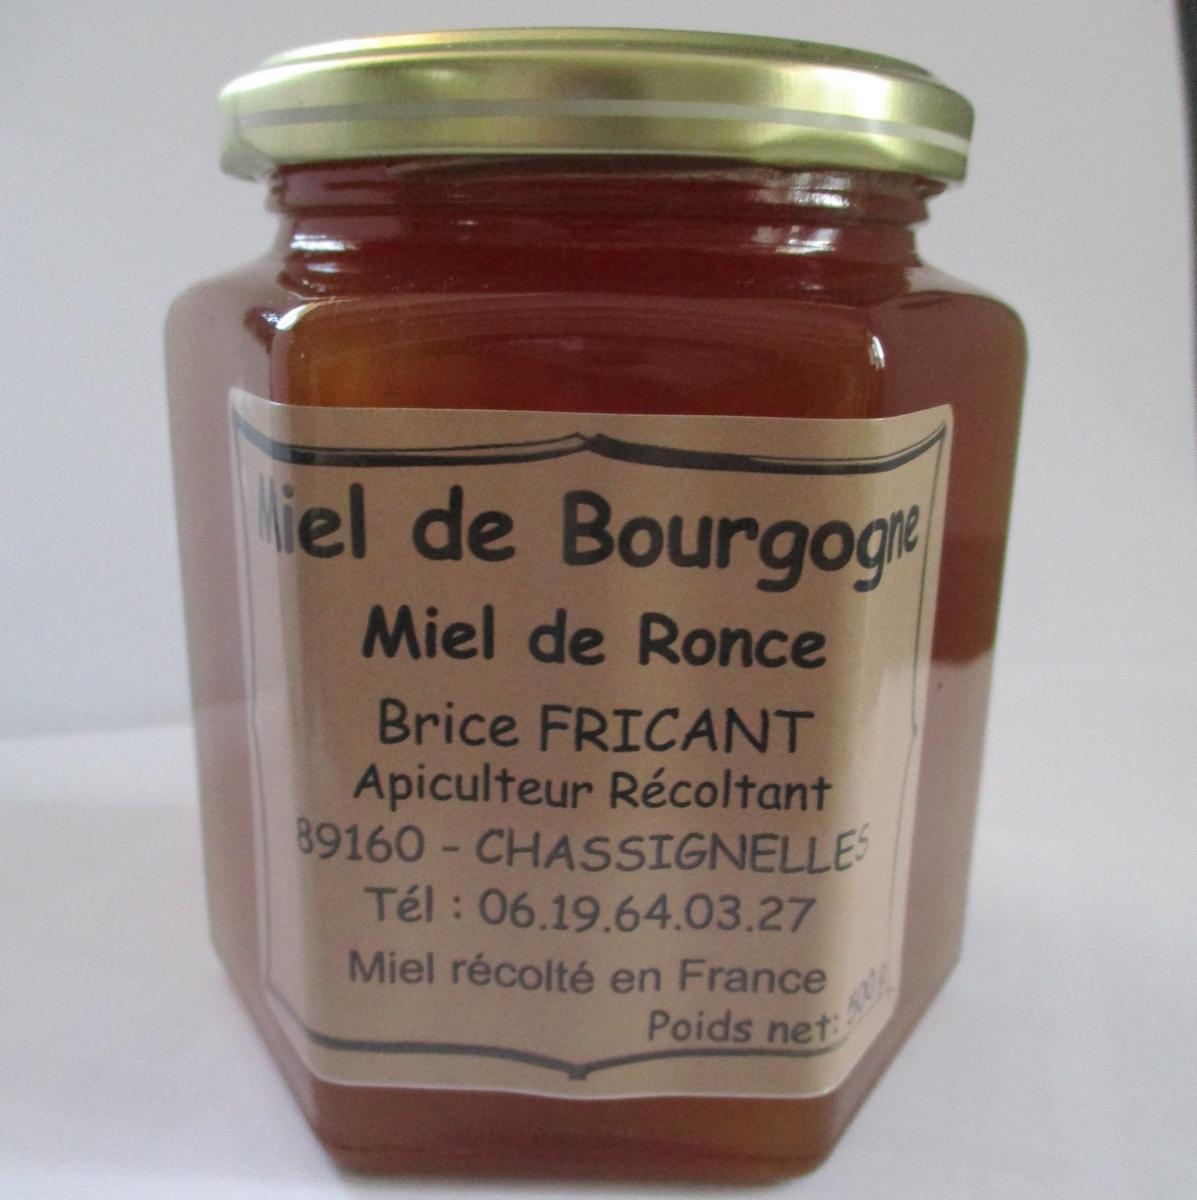 Miel de Bourgogne
Miel de Ronce
Brice FRICANT
Apiculteur Récoltant
89160 - CHASSIGNELLES
Tél : 06.19.64.03.27
Miel récolté en France
Poids net: 500 g